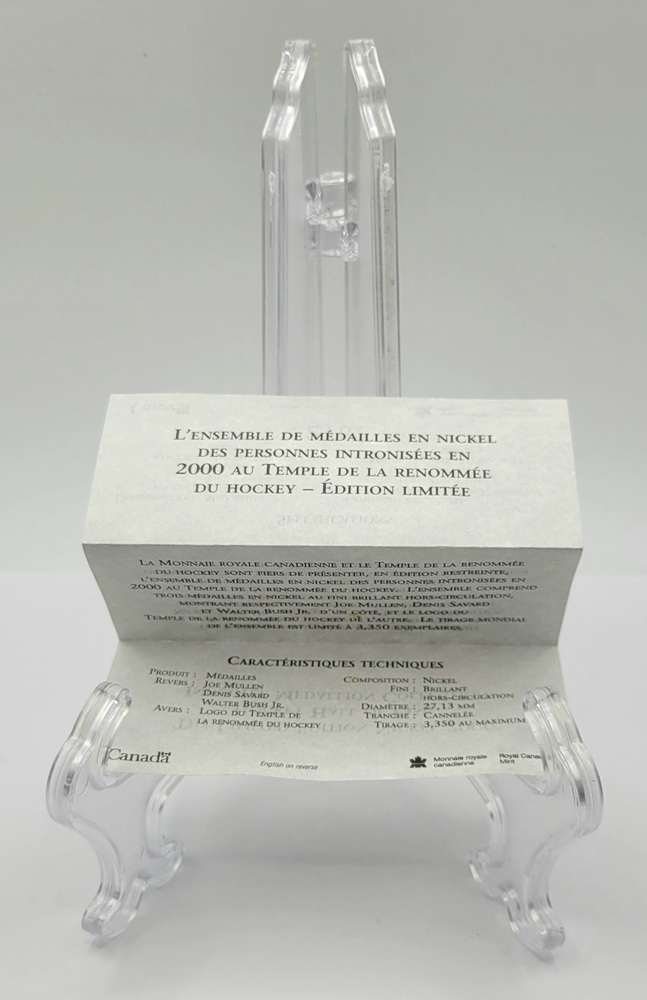 L'ENSEMBLE DE MÉDAILLES EN NICKEL
DES PERSONNES INTRONISÉES EN
2000 AU TEMPLE DE LA RENOMMÉE
DU HOCKEY – ÉDITION LIMITÉE
LA MONNAIE ROYALE CANADIENNE ET LE TEMPLE DE LA RENOMMÉE
DU HOCKEY SONT FIERS DE PRÉSENTER, EN ÉDITION RESTREINTE,
L'ENSEMBLE DE MÉDAILLES EN NICKEL DES PERSONNES INTRONISÉES EN
2000 AU TEMPLE DE LA RENOMMÉE DU HOCKEY. L'ENSEMBLE COMPREND
TROIS MÉDAILLES EN NICKEL AU FINI BRILLANT HORS-CIRCULATION,
MONTRANT RESPECTIVEMENT JOE MULLEN, DENIS SAVARD
ET WALTER BUSH JR. D'UN CÔTÉ, ET LE LOGO DU
TEMPLE DE LA RENOMMÉE DU HOCKEY DE L'AUTRE. LE TIRAGE MONDIAL
DE L'ENSEMBLE EST LIMITÉ À 3,350 EXEMPLAIRES.
CARACTÉRISTIQUES TECHNIQUES
PRODUIT : MÉDAILLES
REVERS : JOE MULLEN
DENIS SAVARD
WALTER BUSH JR.
AVERS : LOGO DU TEMPLE DE
LA RENOMMÉE DU HOCKEY
COMPOSITION : NICKEL
FINI : BRILLANT
HORS-CIRCULATION
DIAMÈTRE : 27,13 MM
TRANCHE : CANNELÉE
TIRAGE : 3,350 AU MAXIMUM
Canada
English on reverse
Monnaie royale
canadienne
Royal
Mint